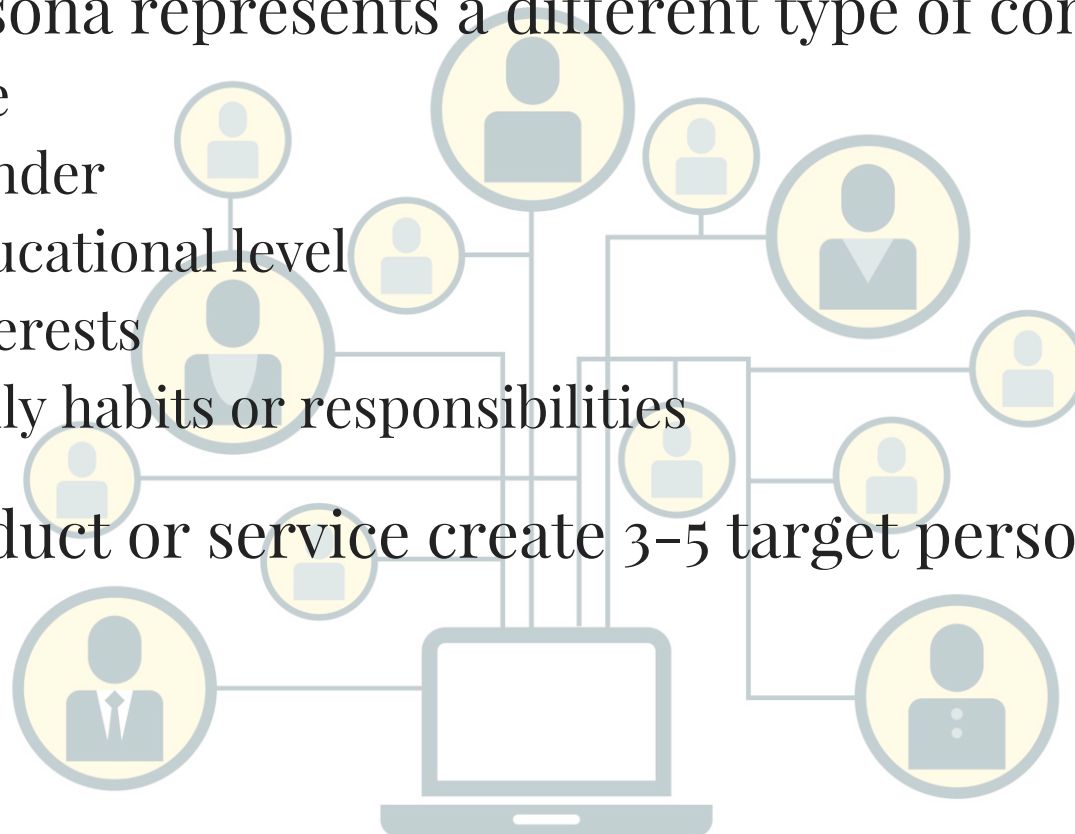 sona represents a different type of con
e
nder
ucational level
erests
ly habits or responsibilities
duct or service create 3-5 target perso